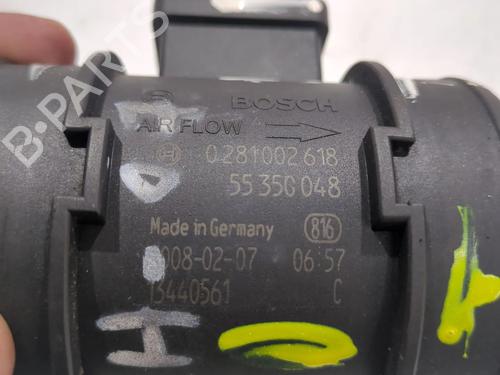 BOSCH
AIR FLOW
0 281 002 618
55 350 048
Made in Germany 816
2008-02-07 06:57
13440561 C
B-PARTS